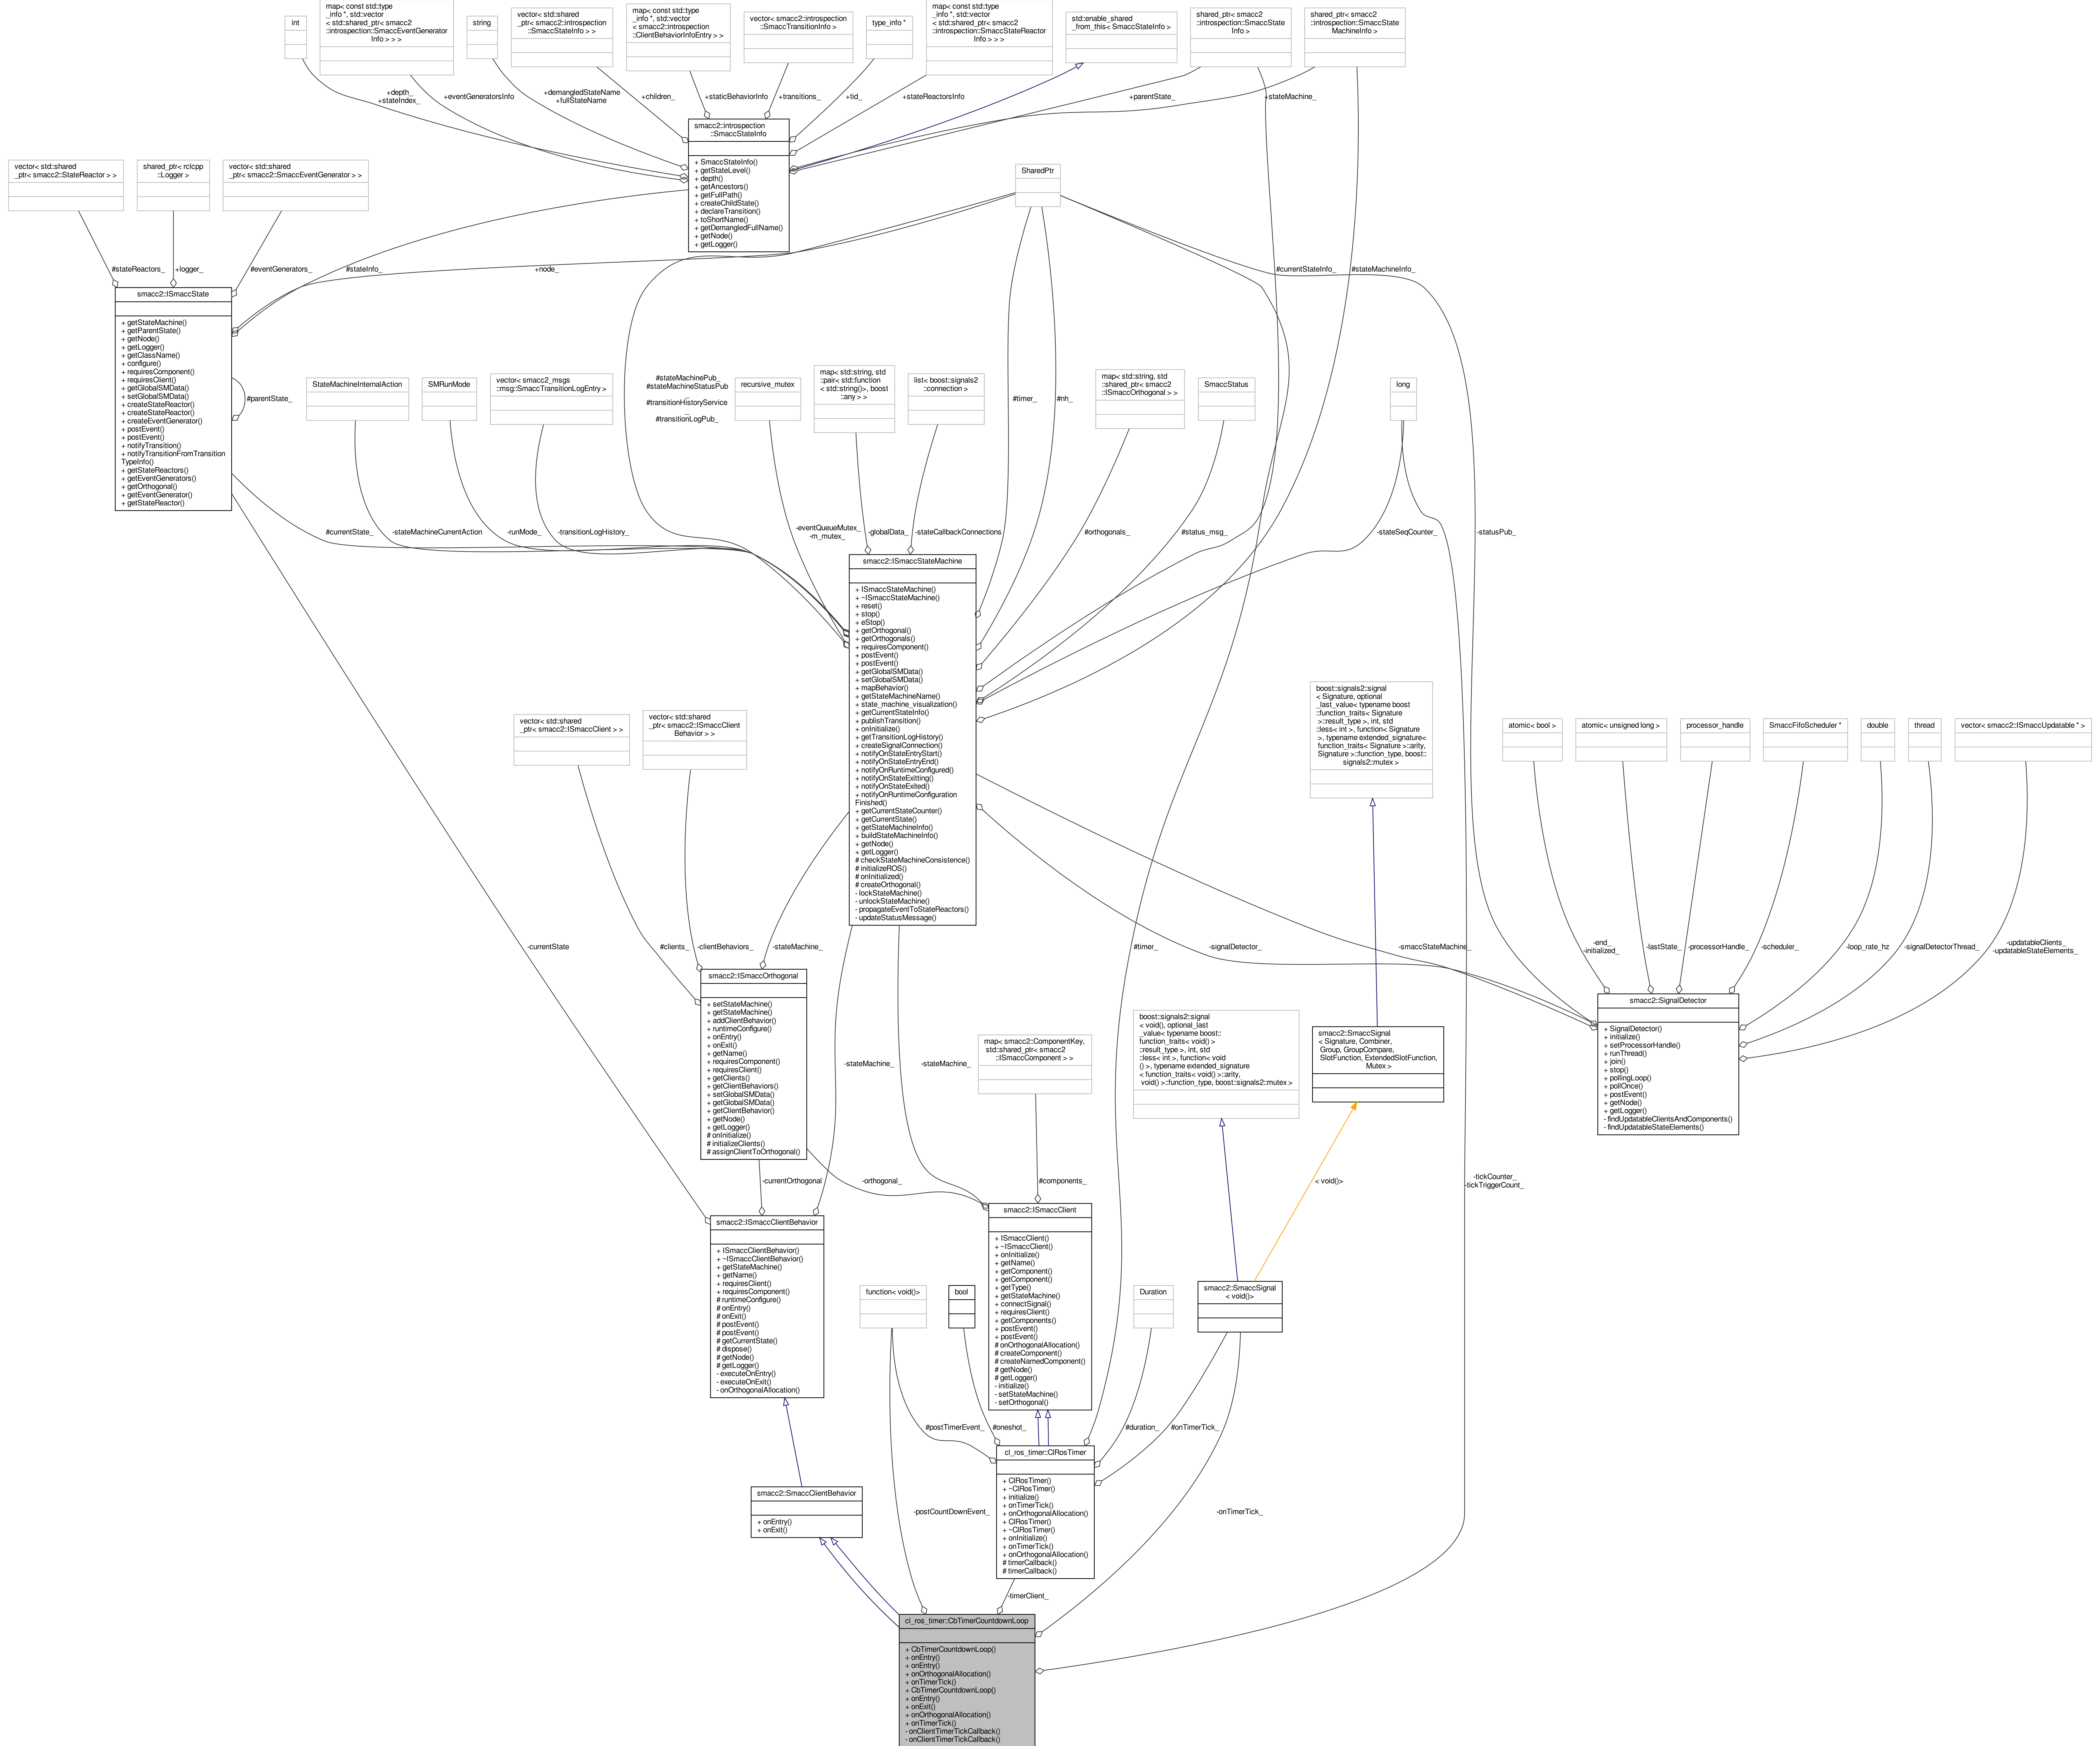 int
map< const std::type
_info *, std::vector
< std::shared_ptr< smacc2
::introspection::SmaccEventGenerator
Info > > >
string
vector< std::shared
_ptr< smacc2::introspection
::SmaccStateInfo > >
map< const std::type
_info *, std::vector
< smacc2::introspection
::ClientBehaviorInfoEntry > >
vector< smacc2::introspection
::SmaccTransitionInfo >
type_info *
map< const std::type
_info *, std::vector
< std::shared_ptr< smacc2
::introspection::SmaccStateReactor
Info > > >
std::enable_shared
_from_this< SmaccStateInfo >
shared_ptr< smacc2
::introspection::SmaccState
Info >
shared_ptr< smacc2
::introspection::SmaccState
MachineInfo >
+depth_
+stateIndex_
+eventGeneratorsInfo
+demangledStateName
+fullStateName
+children_
+staticBehaviorInfo
+transitions_
+tid_
+stateReactorsInfo
+parentState_
+stateMachine_
smacc2::introspection
::SmaccStateInfo
+ SmaccStateInfo()
+ getStateLevel()
+ depth()
+ getAncestors()
+ getFullPath()
+ createChildState()
+ declareTransition()
+ toShortName()
+ getDemangledFullName()
+ getNode()
+ getLogger()
vector< std::shared
_ptr< smacc2::StateReactor > >
shared_ptr< rclcpp
::Logger >
vector< std::shared
_ptr< smacc2::SmaccEventGenerator > >
SharedPtr
#stateReactors_
+logger_
#eventGenerators_
#stateInfo_
+node_
#currentStateInfo_
#stateMachineInfo_
smacc2::ISmaccState
+ getStateMachine()
+ getParentState()
+ getNode()
+ getLogger()
+ getClassName()
+ configure()
+ requiresComponent()
+ requiresClient()
+ getGlobalSMData()
+ setGlobalSMData()
+ createStateReactor()
+ createStateReactor()
+ createEventGenerator()
+ postEvent()
+ postEvent()
+ notifyTransition()
+ notifyTransitionFromTransition
TypeInfo()
+ getStateReactors()
+ getEventGenerators()
+ getOrthogonal()
+ getEventGenerator()
+ getStateReactor()
#parentState_
StateMachineInternalAction
SMRunMode
vector< smacc2_msgs
::msg::SmaccTransitionLogEntry >
#stateMachinePub_
#stateMachineStatusPub
_
#transitionHistoryService
_
#transitionLogPub_
recursive_mutex
map< std::string, std
::pair< std::function
< std::string()>, boost
::any > >
list< boost::signals2
::connection >
#timer_
#nh_
map< std::string, std
::shared_ptr< smacc2
::ISmaccOrthogonal > >
SmaccStatus
long
#currentState_
-stateMachineCurrentAction
-runMode_
-transitionLogHistory_
-eventQueueMutex_
-m_mutex_
-globalData_
-stateCallbackConnections
#orthogonals_
#status_msg_
-stateSeqCounter_
-statusPub_
smacc2::ISmaccStateMachine
+ ISmaccStateMachine()
+ ~ISmaccStateMachine()
+ reset()
+ stop()
+ eStop()
+ getOrthogonal()
+ getOrthogonals()
+ requiresComponent()
+ postEvent()
+ postEvent()
+ getGlobalSMData()
+ setGlobalSMData()
+ mapBehavior()
+ getStateMachineName()
+ state_machine_visualization()
+ getCurrentStateInfo()
+ publishTransition()
+ onInitialize()
+ getTransitionLogHistory()
+ createSignalConnection()
+ notifyOnStateEntryStart()
+ notifyOnStateEntryEnd()
+ notifyOnRuntimeConfigured()
+ notifyOnStateExitting()
+ notifyOnStateExited()
+ notifyOnRuntimeConfiguration
Finished()
+ getCurrentStateCounter()
+ getCurrentState()
+ getStateMachineInfo()
+ buildStateMachineInfo()
+ getNode()
+ getLogger()
# checkStateMachineConsistence()
# initializeROS()
# onInitialized()
# createOrthogonal()
- lockStateMachine()
- unlockStateMachine()
- propagateEventToStateReactors()
- updateStatusMessage()
boost::signals2::signal
< Signature, optional
_last_value< typename boost
::function_traits< Signature
>::result_type >, int, std
::less< int >, function< Signature
>, typename extended_signature<
function_traits< Signature >::arity,
Signature >::function_type, boost::
signals2::mutex >
vector< std::shared
_ptr< smacc2::ISmaccClient > >
vector< std::shared
_ptr< smacc2::ISmaccClient
Behavior > >
atomic< bool >
atomic< unsigned long >
processor_handle
SmaccFifoScheduler *
double
thread
vector< smacc2::ISmaccUpdatable * >
-currentState
#clients_
-clientBehaviors_
-stateMachine_
#timer_
-signalDetector_
-smaccStateMachine_
-end_
-initialized_
-lastState_
-processorHandle_
-scheduler_
-loop_rate_hz
-signalDetectorThread_
-updatableClients_
-updatableStateElements_
smacc2::ISmaccOrthogonal
+ setStateMachine()
+ getStateMachine()
+ addClientBehavior()
+ runtimeConfigure()
+ onEntry()
+ onExit()
+ getName()
+ requiresComponent()
+ requiresClient()
+ getClients()
+ getClientBehaviors()
+ setGlobalSMData()
+ getGlobalSMData()
+ getClientBehavior()
+ getNode()
+ getLogger()
# onInitialize()
# initializeClients()
# assignClientToOrthogonal()
smacc2::SignalDetector
+ SignalDetector()
+ initialize()
+ setProcessorHandle()
+ runThread()
+ join()
+ stop()
+ pollingLoop()
+ pollOnce()
+ postEvent()
+ getNode()
+ getLogger()
- findUpdatableClientsAndComponents()
- findUpdatableStateElements()
-stateMachine_
-stateMachine_
map< smacc2::ComponentKey,
std::shared_ptr< smacc2
::ISmaccComponent > >
boost::signals2::signal
< void(), optional_last
_value< typename boost::
function_traits< void()>
::result_type >, int, std
::less< int >, function< void
() >, typename extended_signature
< function_traits< void() >::arity,
void() >::function_type, boost::signals2::mutex >
smacc2::SmaccSignal
< Signature, Combiner,
Group, GroupCompare,
SlotFunction, ExtendedSlotFunction,
Mutex >
-currentOrthogonal
-orthogonal_
#components_
< void()>
-tickCounter_
-tickTriggerCount_
smacc2::ISmaccClientBehavior
+ ISmaccClientBehavior()
+ ~ISmaccClientBehavior()
+ getStateMachine()
+ getName()
+ requiresClient()
+ requiresComponent()
# runtimeConfigure()
# onEntry()
# onExit()
# postEvent()
# postEvent()
# getCurrentState()
# dispose()
# getNode()
# getLogger()
- executeOnEntry()
- executeOnExit()
- onOrthogonalAllocation()
smacc2::ISmaccClient
+ ISmaccClient()
+ ~ISmaccClient()
+ onInitialize()
+ getName()
+ getComponent()
+ getComponent()
+ getType()
+ getStateMachine()
+ connectSignal()
+ requiresClient()
+ getComponents()
+ postEvent()
+ postEvent()
# onOrthogonalAllocation()
# createComponent()
# createNamedComponent()
# getNode()
# getLogger()
- initialize()
- setStateMachine()
- setOrthogonal()
function< void()>
bool
Duration
smacc2::SmaccSignal
< void()>
#postTimerEvent_
#oneshot_
#duration_
#onTimerTick_
cl_ros_timer::ClRosTimer
+ ClRosTimer()
+ ~ClRosTimer()
+ initialize()
+ onTimerTick()
+ onOrthogonalAllocation()
+ ClRosTimer()
+ ~ClRosTimer()
+ onInitialize()
+ onTimerTick()
+ onOrthogonalAllocation()
# timerCallback()
# timerCallback()
smacc2::SmaccClientBehavior
+ onEntry()
+ onExit()
-postCountDownEvent_
-onTimerTick_
-timerClient_
cl_ros_timer::CbTimerCountdownLoop
+ CbTimerCountdownLoop()
+ onEntry()
+ onEntry()
+ onOrthogonalAllocation()
+ onTimerTick()
+ CbTimerCountdownLoop()
+ onEntry()
+ onExit()
+ onOrthogonalAllocation()
+ onTimerTick()
- onClientTimerTickCallback()
- onClientTimerTickCallback()